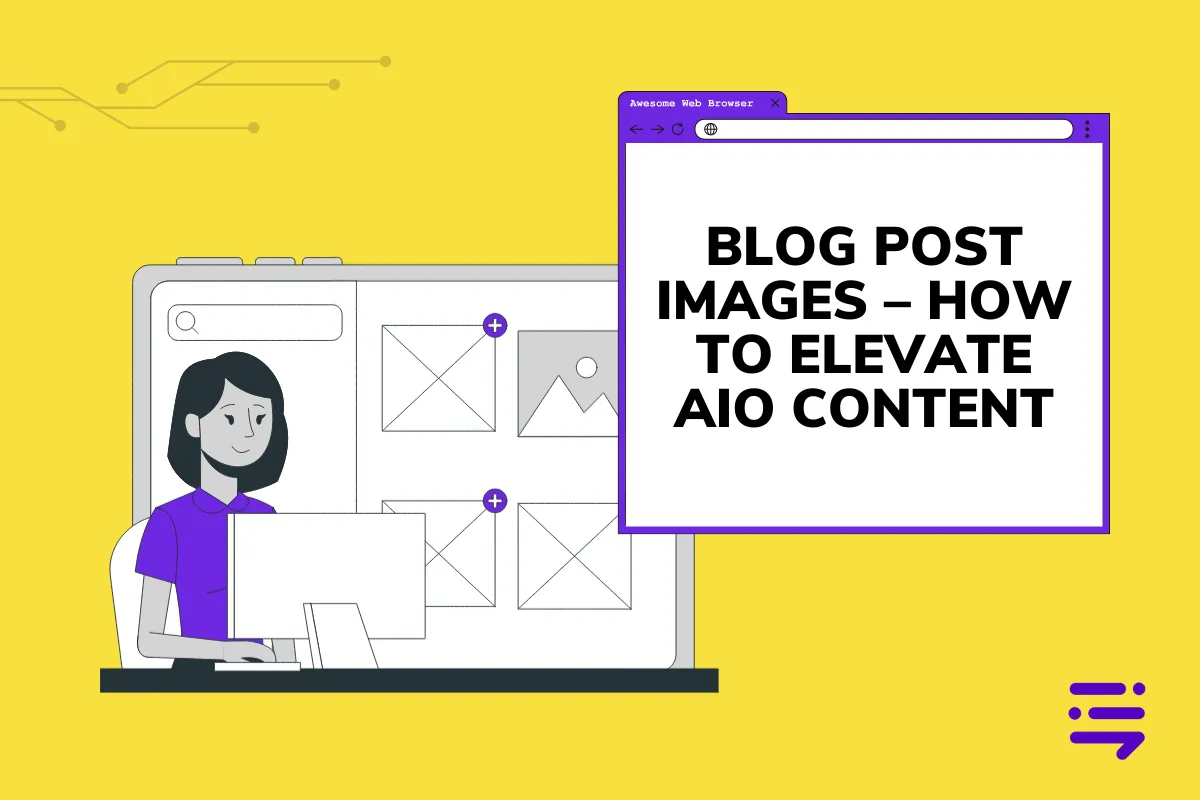 Awesome Web Browser
BLOG POST
IMAGES – HOW
TO ELEVATE
AIO CONTENT